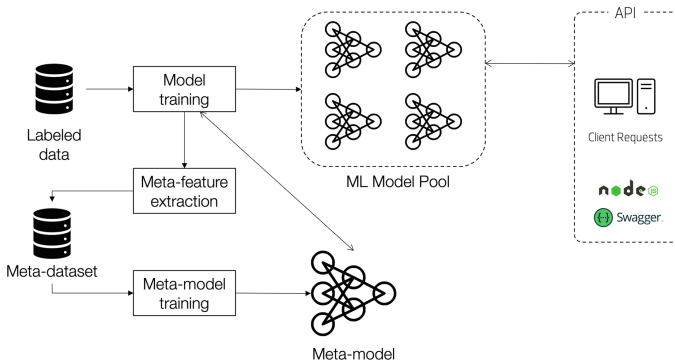 API
Model
training
Labeled
data
Client Requests
ML Model Pool
Meta-feature
extraction
node
JS
{··}
Swagger.
Meta-dataset
Meta-model
training
Meta-model